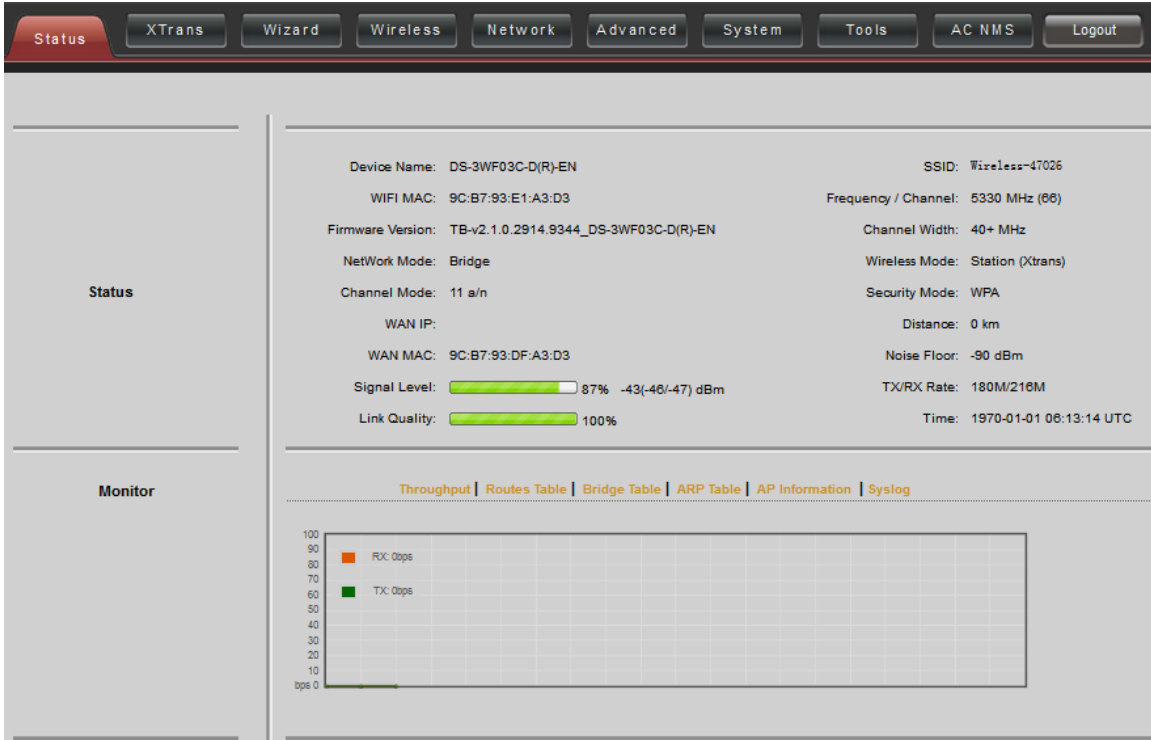 Status XTrans Wizard Wireless Network Advanced System Tools AC NMS Logout
Status
Device Name: DS-3WF03C-D(R)-EN
WIFI MAC: 9C:B7:93:E1:A3:D3
Firmware Version: TB-v2.1.0.2914.9344_DS-3WF03C-D(R)-EN
NetWork Mode: Bridge
Channel Mode: 11 a/n
WAN IP:
WAN MAC: 9C:B7:93:DF:A3:D3
Signal Level: 87% -43(-46/-47) dBm
Link Quality: 100%
SSID: Wireless-47026
Frequency / Channel: 5330 MHz (66)
Channel Width: 40+ MHz
Wireless Mode: Station (Xtrans)
Security Mode: WPA
Distance: 0 km
Noise Floor: -90 dBm
TX/RX Rate: 180M/216M
Time: 1970-01-01 06:13:14 UTC
Monitor
Throughput | Routes Table | Bridge Table | ARP Table | AP Information | Syslog
100
90
80
70
60
50
40
30
20
10
bps 0
RX: 0bps
TX: 0bps